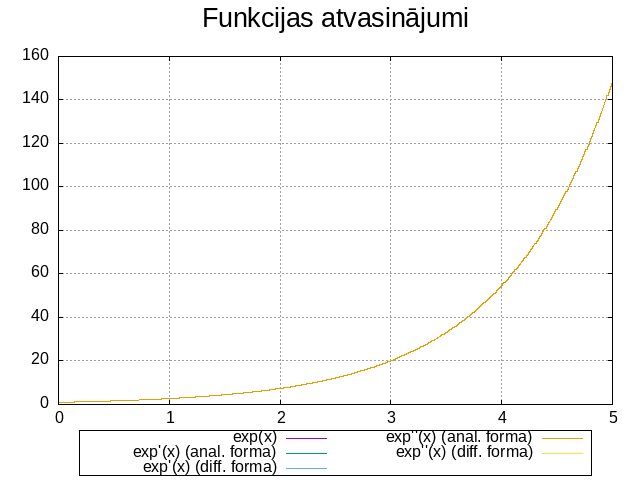 Funkcijas atvasinājumi
160
140
120
100
80
60
40
20
0
0 1 2 3 4 5
exp(x) exp''(x) (anal. forma)
exp'(x) (anal. forma) exp''(x) (diff. forma)
exp'(x) (diff. forma)